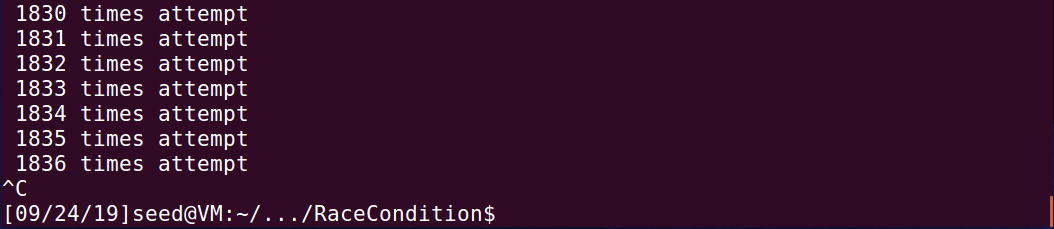 1830 times attempt
1831 times attempt
1832 times attempt
1833 times attempt
1834 times attempt
1835 times attempt
1836 times attempt
^C
[09/24/19]seed@VM:~/.../RaceCondition$